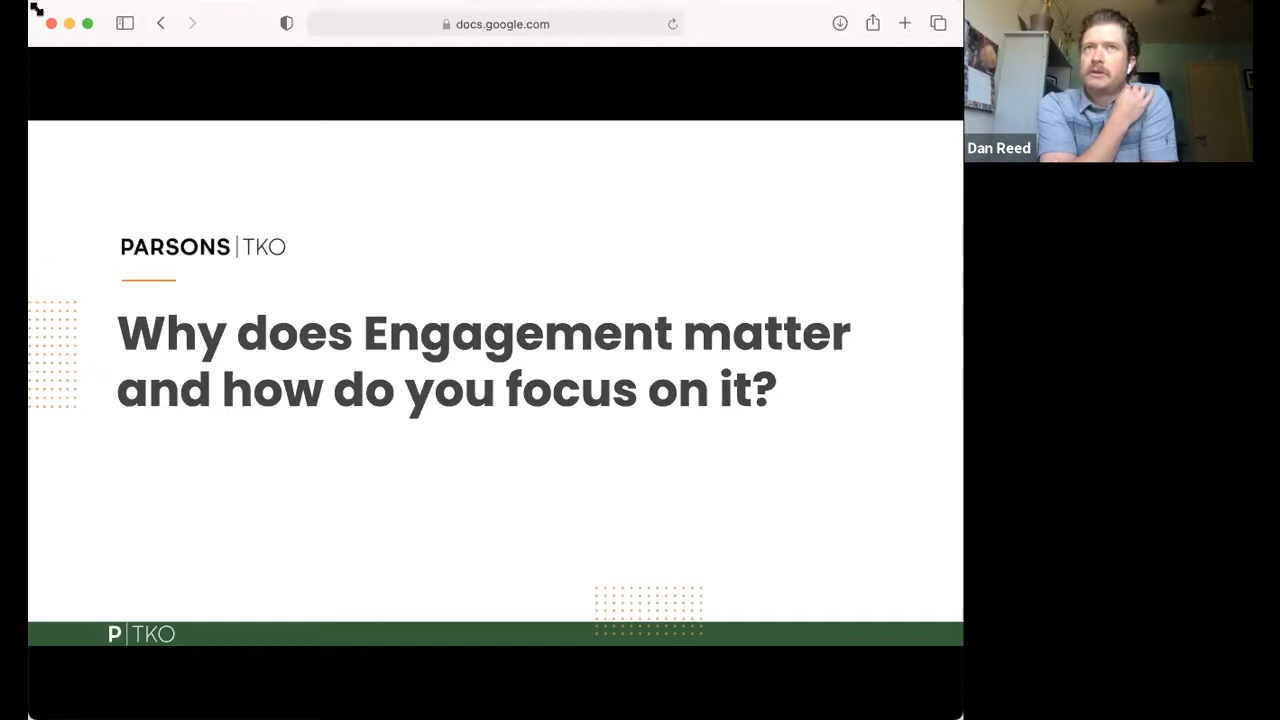 docs.google.com
Dan Reed
PARSONS|TKO
Why does Engagement matter
and how do you focus on it?
P|TKO